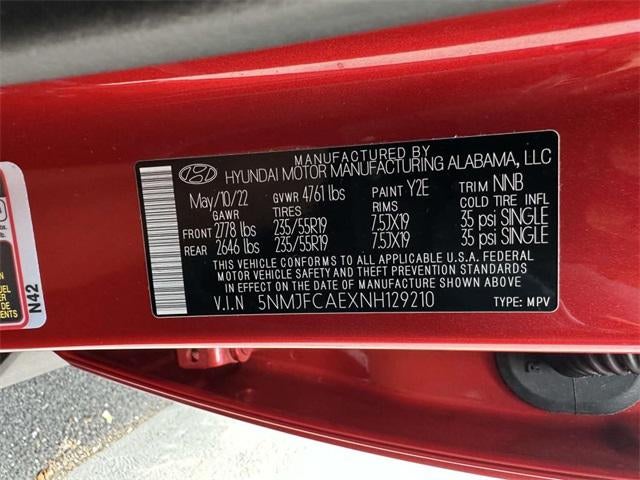 MANUFACTURED BY
HYUNDAI MOTOR MANUFACTURING ALABAMA, LLC
May/10/22 GVWR 4761 lbs PAINT Y2E TRIM NNB
GAWR TIRES RIMS COLD TIRE INFL
FRONT 2778 lbs 235/55R19 7.5JX19 35 psi SINGLE
REAR 2646 lbs 235/55R19 7.5JX19 35 psi SINGLE
THIS VEHICLE CONFORMS TO ALL APPLICABLE U.S.A. FEDERAL
MOTOR VEHICLE SAFETY AND THEFT PREVENTION STANDARDS
IN EFFECT ON THE DATE OF MANUFACTURE SHOWN ABOVE
V.I.N 5NMJFCAEXNH129210 TYPE: MPV
N42